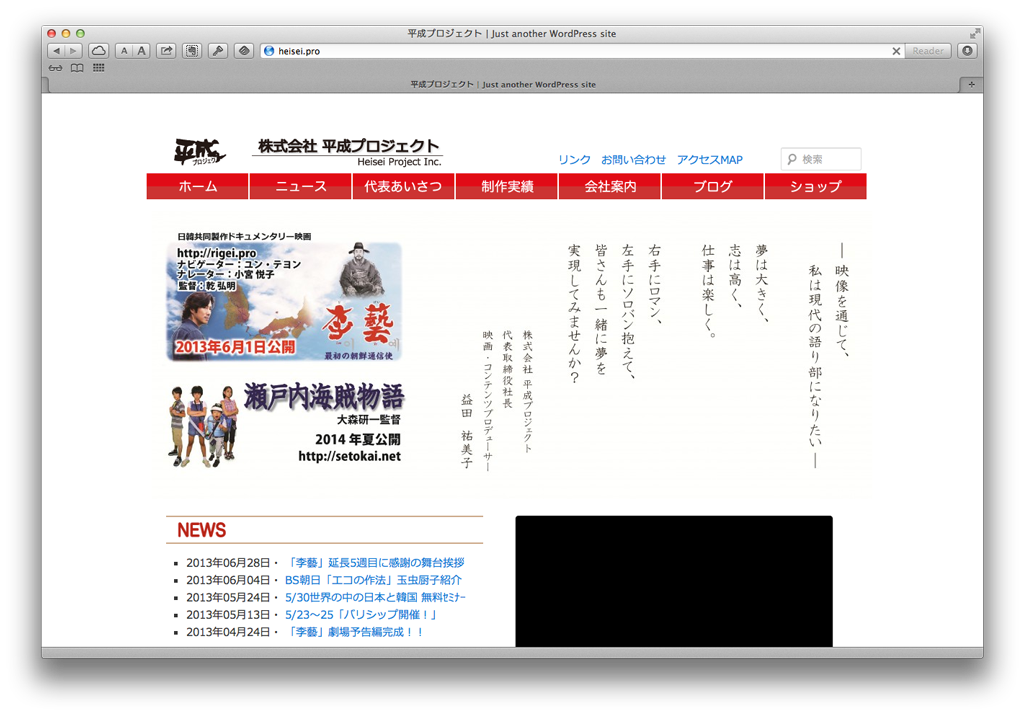 平成プロジェクト | Just another WordPress site
A A
heisei.pro
Reader
平成プロジェクト | Just another WordPress site
平成
プロジェクト
株式会社 平成プロジェクト
Heisei Project Inc.
リンク お問い合わせ アクセスMAP
検索
ホーム ニュース 代表あいさつ 制作実績 会社案内 ブログ ショップ
日韓共同製作ドキュメンタリー映画
http://rigei.pro
ナビゲーター：ユン・テヨン
ナレーター：小宮 悦子
監督：乾 弘明
李藝
이 예
2013年6月1日公開
最初の朝鮮通信使
瀬戸内海賊物語
大森研一監督
2014 年夏公開
http://setokai.net
― 映像を通じて、
私は現代の語り部になりたい ―
夢は大きく、
志は高く、
仕事は楽しく。
右手にロマン、
左手にソロバン抱えて、
皆さんも一緒に夢を
実現してみませんか？
株式会社 平成プロジェクト
代表取締役社長
映画・コンテンツプロデューサー
益田 祐美子
NEWS
2013年06月28日・ 「李藝」延長5週目に感謝の舞台挨拶
2013年06月04日・ BS朝日「エコの作法」玉虫厨子紹介
2013年05月24日・ 5/30世界の中の日本と韓国 無料ｾﾐﾅｰ
2013年05月13日・ 5/23～25「パリシップ開催！」
2013年04月24日・ 「李藝」劇場予告編完成！！